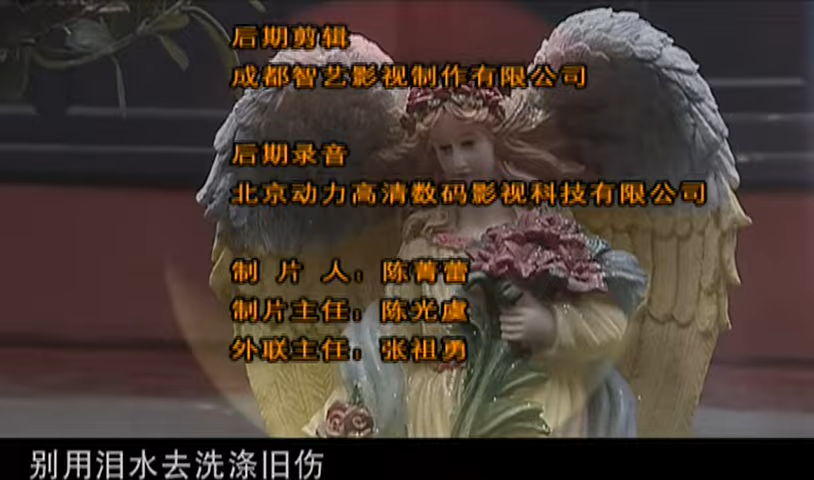 后期剪辑
成都智艺影视制作有限公司
后期录音
北京动力高清数码影视科技有限公司
制 片 人：陈菁蕾
制片主任：陈光虞
外联主任：张祖勇
别用泪水去洗涤旧伤